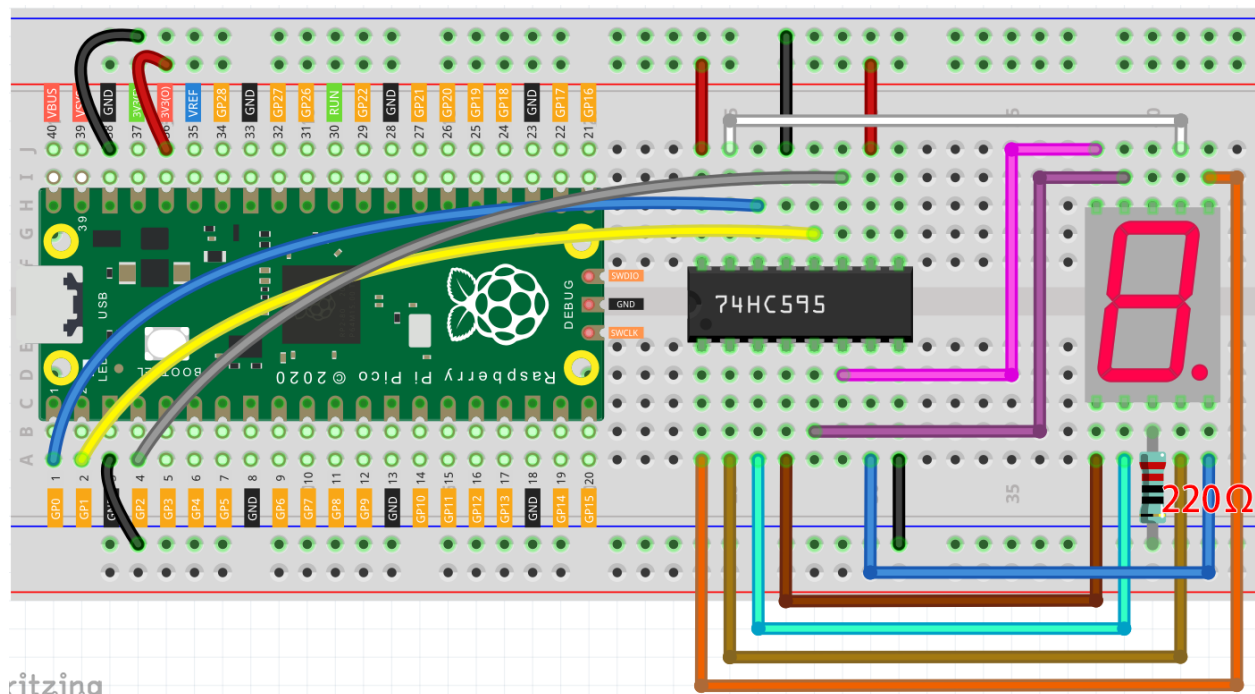 VBUS VSYS GND 3V3(E) 3V3(O) VREF GP28 GND GP27 GP26 RUN GP22 GND GP21 GP20 GP19 GP18 GND GP17 GP16
40 39 38 37 36 35 34 33 32 31 30 29 28 27 26 25 24 23 22 21
J
I
H
G
F
E
D
C
B
A
39
USB
LED
BOOTSEL
Raspberry Pi Pico © 2020
DEBUG
SWDIO
GND
SWCLK
74HC595
1 2 3 4 5 6 7 8 9 10 11 12 13 14 15 16 17 18 19 20
35
GP0 GP1 GND GP2 GP3 GP4 GP5 GND GP6 GP7 GP8 GP9 GND GP10 GP11 GP12 GP13 GND GP14 GP15
220Ω
ritzing